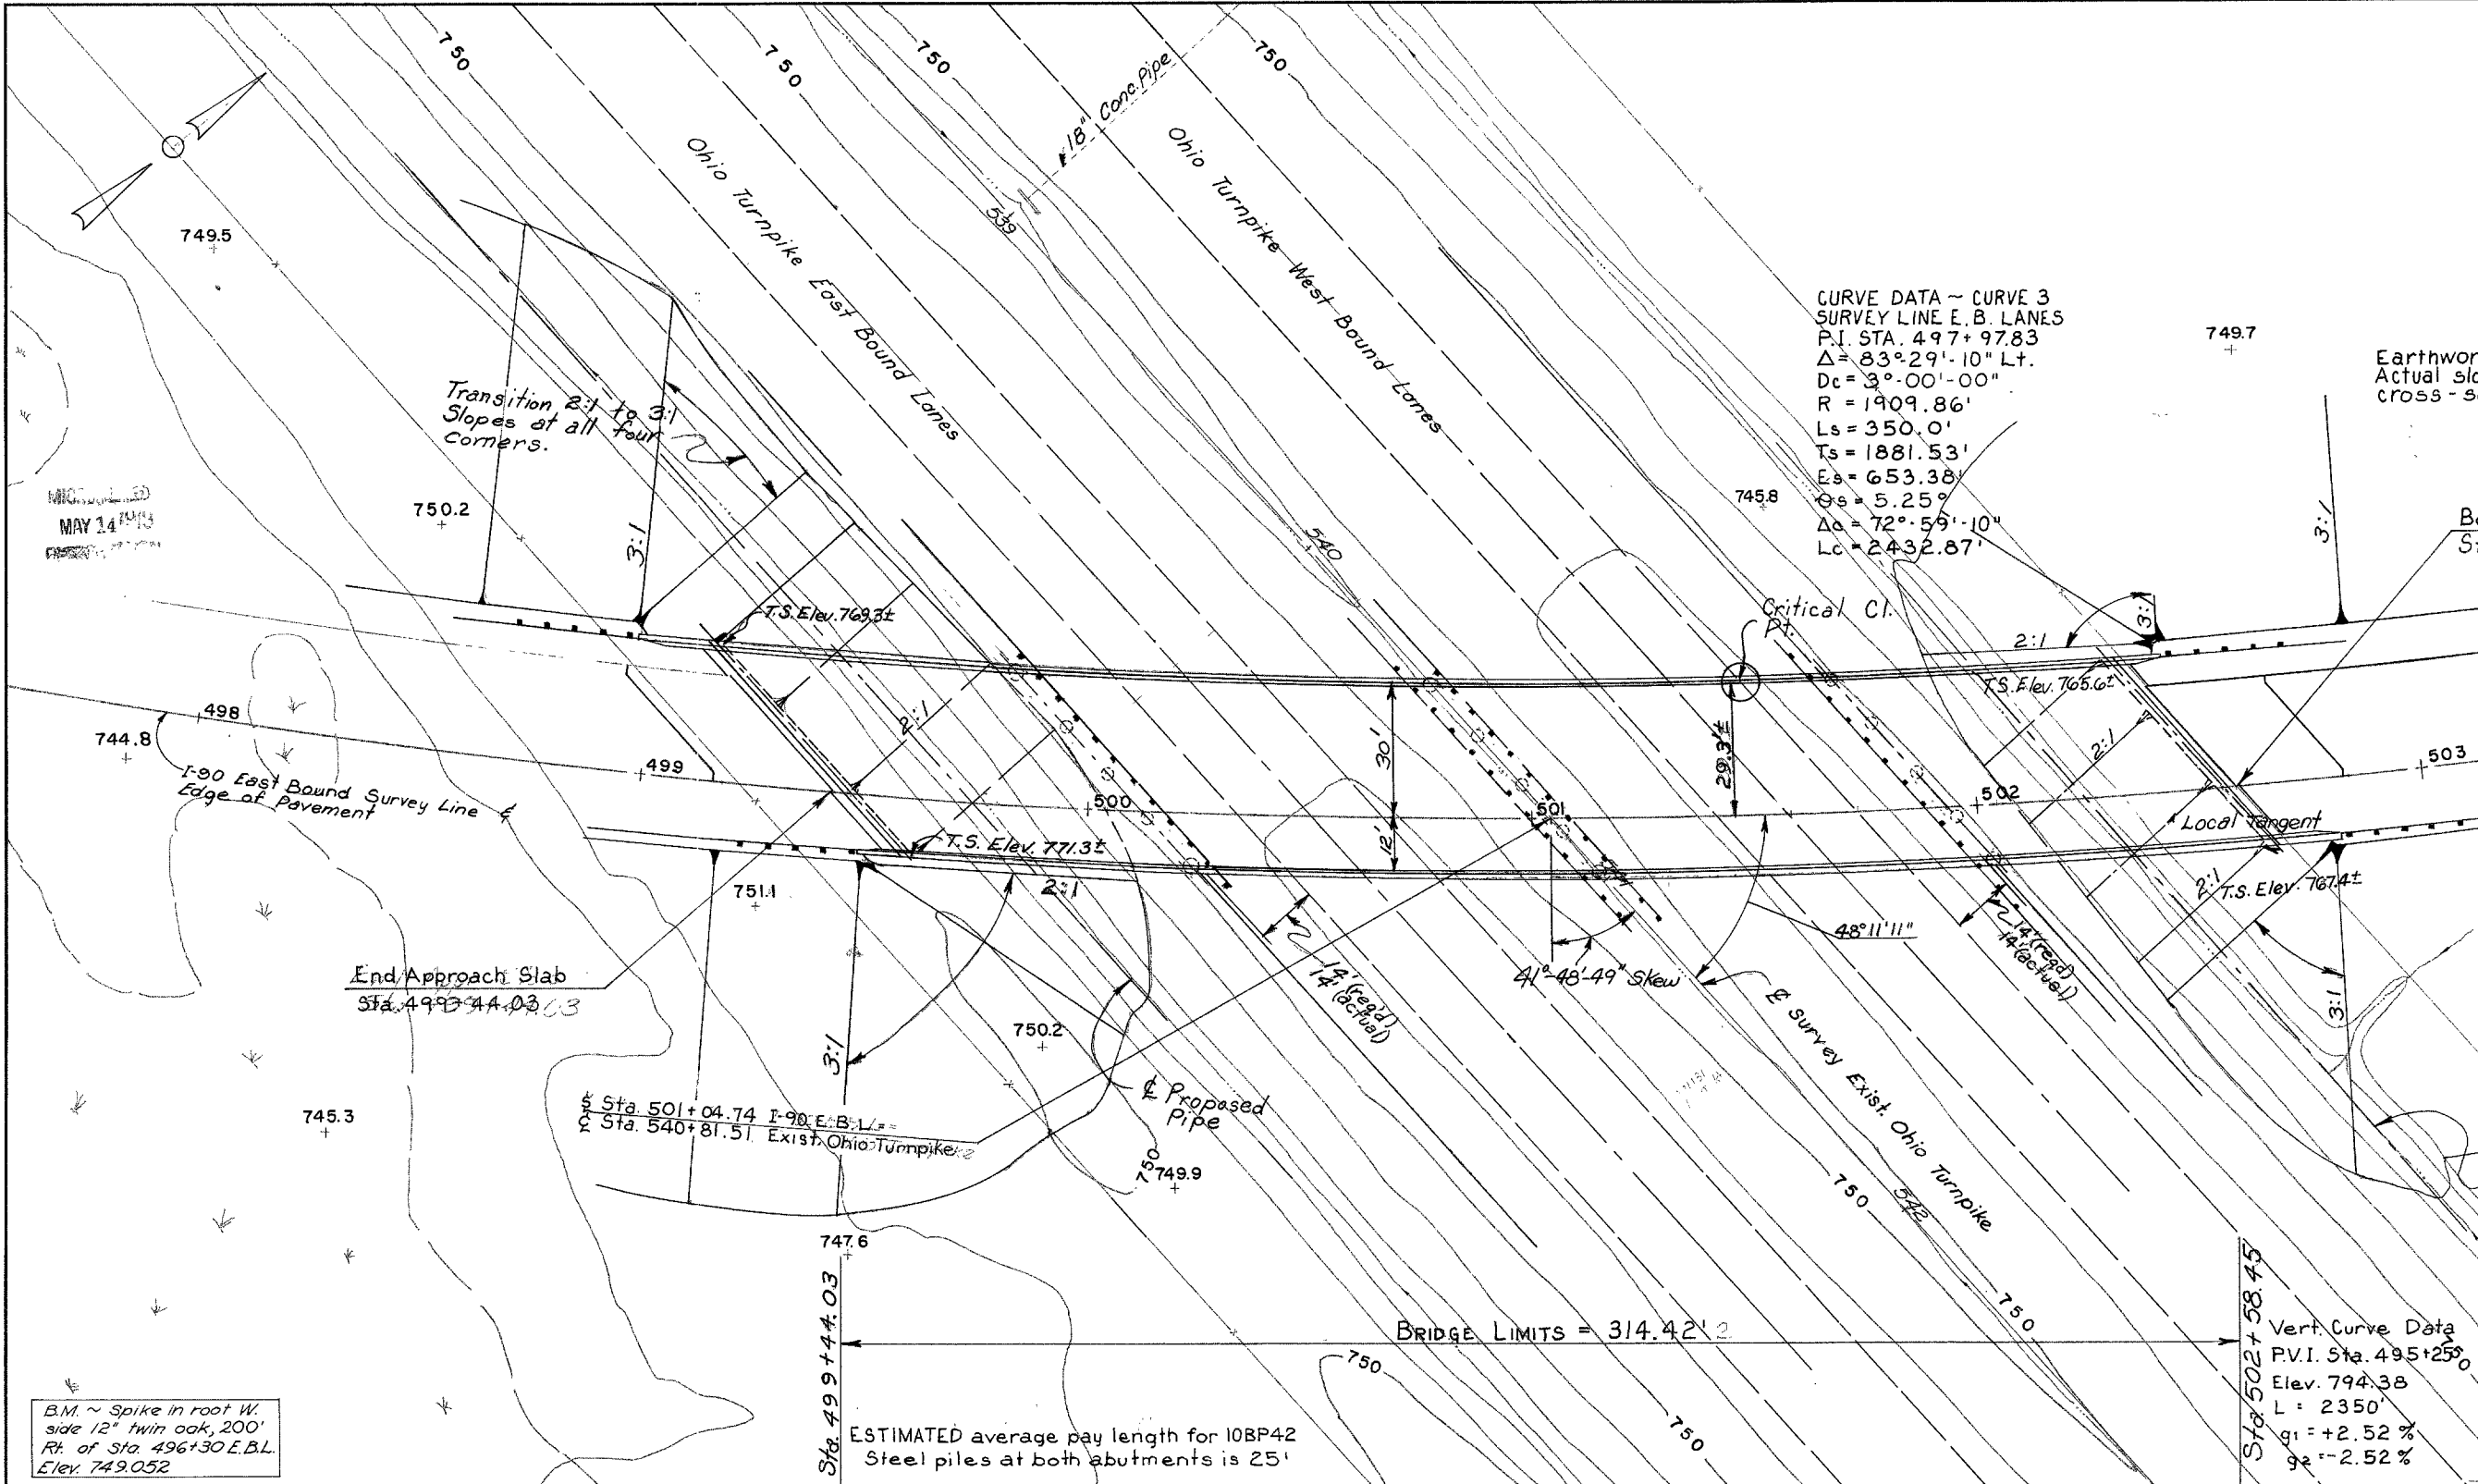 750
750
750
750
18" Conc. Pipe
Ohio Turnpike East Bound Lanes
Ohio Turnpike West Bound Lanes
539
749.5
CURVE DATA ~ CURVE 3
SURVEY LINE E.B. LANES
P.I. STA. 497+97.83
Δ = 83°-29'-10" Lt.
Dc = 3°-00'-00"
R = 1909.86'
Ls = 350.0'
Ts = 1881.53'
Es = 653.38'
Θs = 5.25°
Δc = 72°-59'-10"
Lc = 2432.87'
749.7
Actual
Transition 2:1 to 3:1
Slopes at all four
corners.
MAY 14
750.2
3:1
540
745.8
3:1
T.S. Elev. 769.3±
Critical Cl.
Pt.
2:1
3:1
T.S. Elev. 765.6±
498
744.8
I-90 East Bound Survey Line &
Edge of Pavement
499
2:1
500
30'
12'
501
29.3'±
502
2:1
503
Local Tangent
T.S. Elev. 771.3±
2:1
751.1
2:1
T.S. Elev. 767.4±
End Approach Slab
Sta. 499+44.03
3:1
14' (req'd)
14' (actual)
41°-48'-49" Skew
48°11'11"
14' (req'd)
14' (actual)
3:1
750.2
℄ Proposed
Pipe
℄ Survey Exist. Ohio Turnpike
745.3
Sta. 501+04.74 I-90 E.B.L. =
℄ Sta. 540+81.51 Exist. Ohio Turnpike
750
749.9
750
542
747.6
Sta. 499+44.03
BRIDGE LIMITS = 314.42'
Sta. 502+58.45
750
750
750
750
Vert. Curve Data
P.V.I. Sta. 495+25
Elev. 794.38
L = 2350'
g1 = +2.52 %
g2 = -2.52 %
B.M. ~ Spike in root W.
side 12" twin oak, 200'
Rt. of Sta. 496+30 E.B.L.
Elev. 749.052
ESTIMATED average pay length for 10BP42
Steel piles at both abutments is 25'